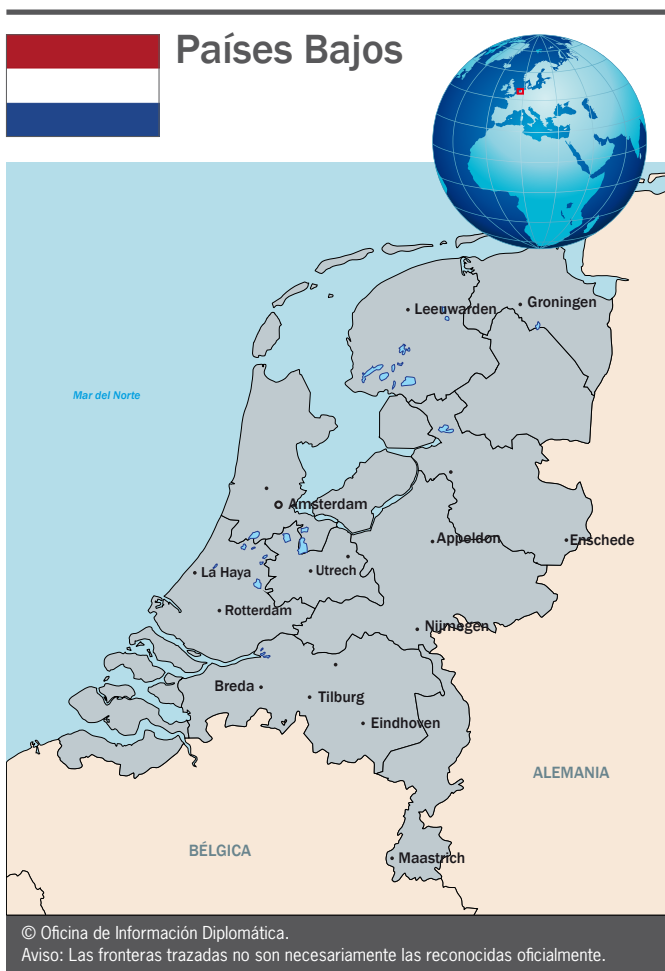 Países Bajos
Leeuwarden
Groningen
Mar del Norte
Amsterdam
Appeldon
Enschede
La Haya
Utrech
Rotterdam
Nijmegen
Breda
Tilburg
Eindhoven
ALEMANIA
BÉLGICA
Maastrich
© Oficina de Información Diplomática.
Aviso: Las fronteras trazadas no son necesariamente las reconocidas oficialmente.